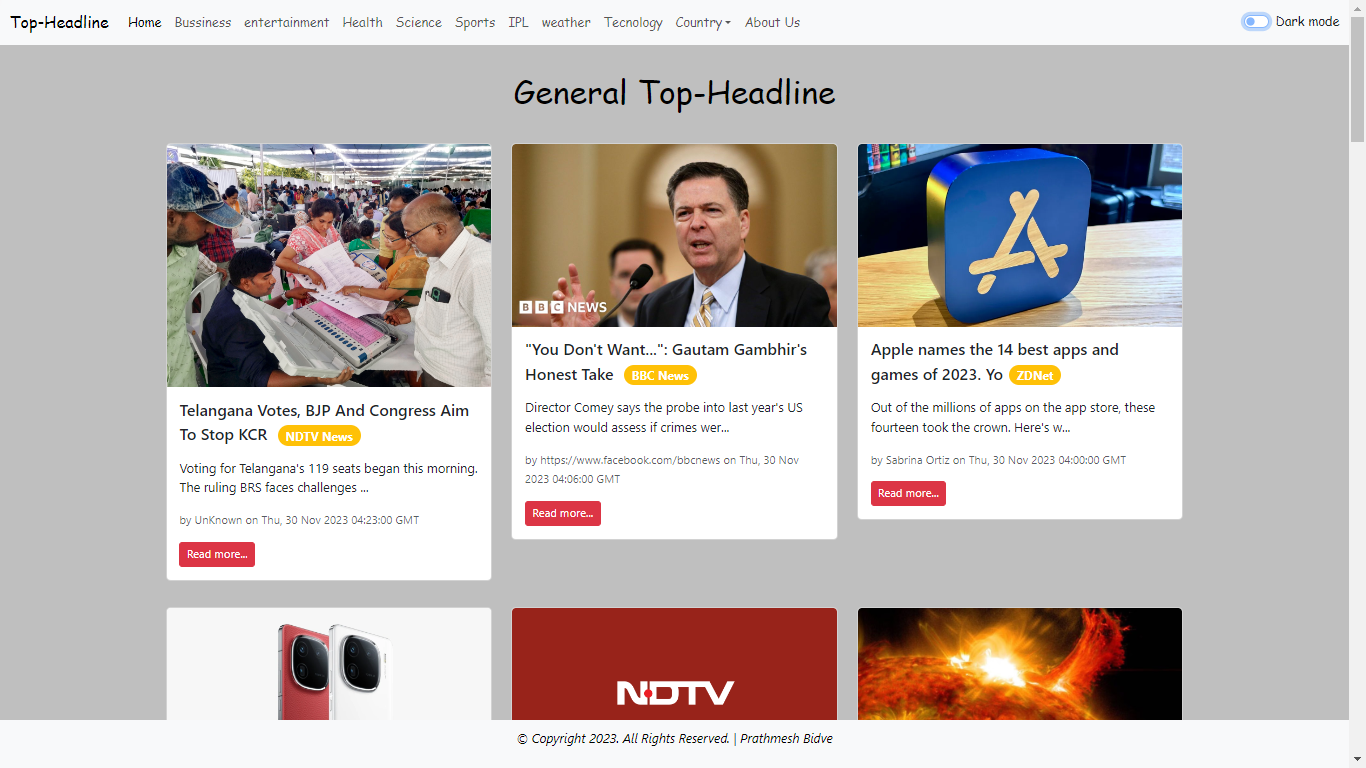 Top-Headline Home Bussiness entertainment Health Science Sports IPL weather Tecnology Country About Us Dark mode
General Top-Headline
BBC NEWS
Telangana Votes, BJP And Congress Aim
To Stop KCR NDTV News
Voting for Telangana's 119 seats began this morning.
The ruling BRS faces challenges ...
by UnKnown on Thu, 30 Nov 2023 04:23:00 GMT
Read more...
"You Don't Want...": Gautam Gambhir's
Honest Take BBC News
Director Comey says the probe into last year's US
election would assess if crimes wer...
by https://www.facebook.com/bbcnews on Thu, 30 Nov
2023 04:06:00 GMT
Read more...
Apple names the 14 best apps and
games of 2023. Yo ZDNet
Out of the millions of apps on the app store, these
fourteen took the crown. Here's w...
by Sabrina Ortiz on Thu, 30 Nov 2023 04:00:00 GMT
Read more...
NDTV
© Copyright 2023. All Rights Reserved. | Prathmesh Bidve